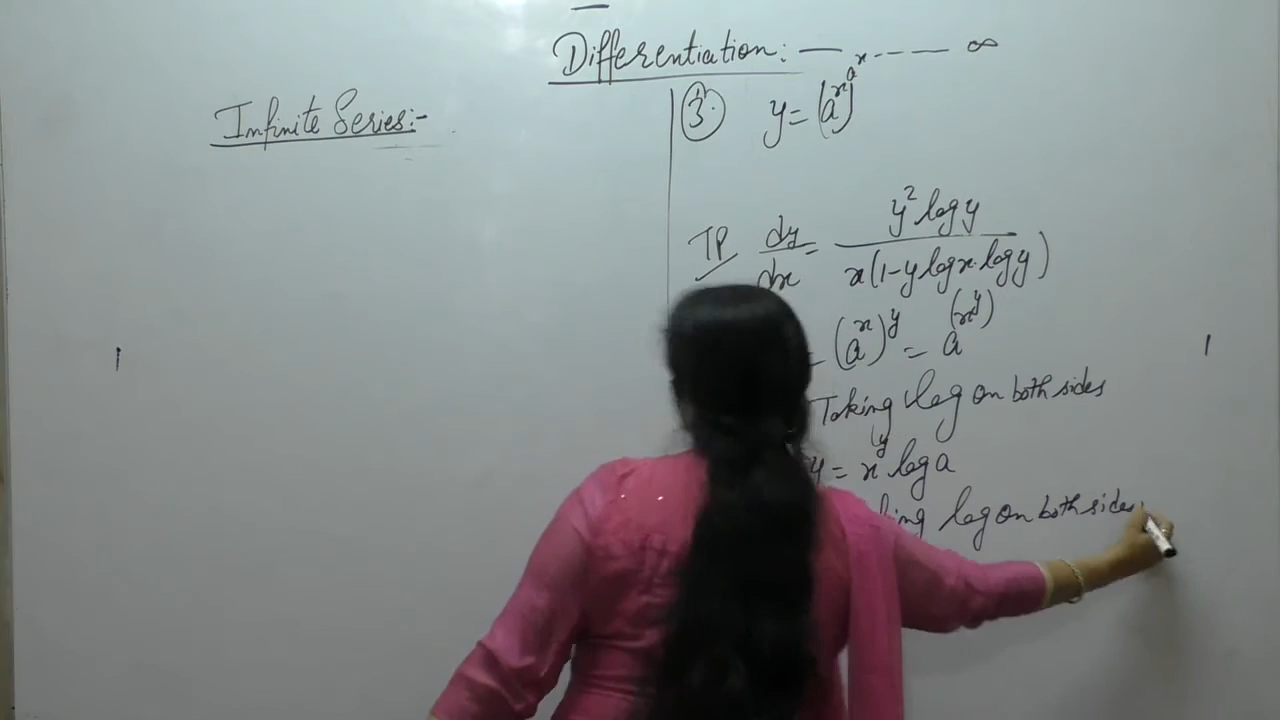 Differentiation:-
Infinite Series:-
3. y = (a^x)^a^x---- ∞
TP dy/dx = y² log y / x(1-y log x. log y)
(a^x)^y = a^(x^y)
Taking log on both sides
y = x^y log a
log on both sides